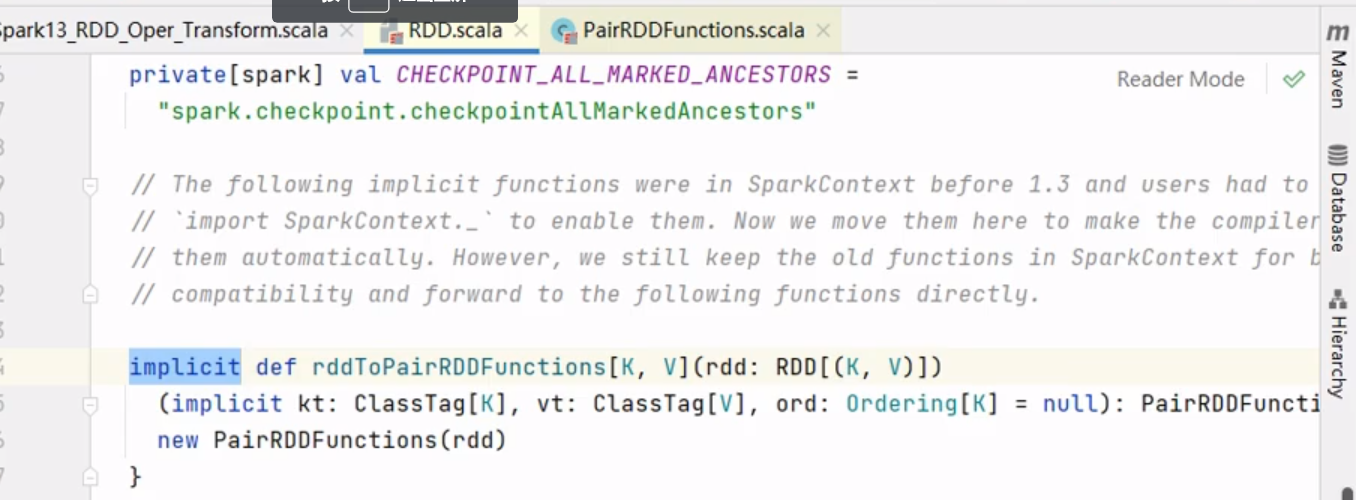 Spark13_RDD_Oper_Transform.scala RDD.scala PairRDDFunctions.scala
private[spark] val CHECKPOINT_ALL_MARKED_ANCESTORS =
Reader Mode
"spark.checkpoint.checkpointAllMarkedAncestors"
// The following implicit functions were in SparkContext before 1.3 and users had to
// `import SparkContext._` to enable them. Now we move them here to make the compiler
// them automatically. However, we still keep the old functions in SparkContext for b
// compatibility and forward to the following functions directly.
implicit def rddToPairRDDFunctions[K, V](rdd: RDD[(K, V)])
(implicit kt: ClassTag[K], vt: ClassTag[V], ord: Ordering[K] = null): PairRDDFuncti
new PairRDDFunctions(rdd)
}
m Maven
Database
Hierarchy